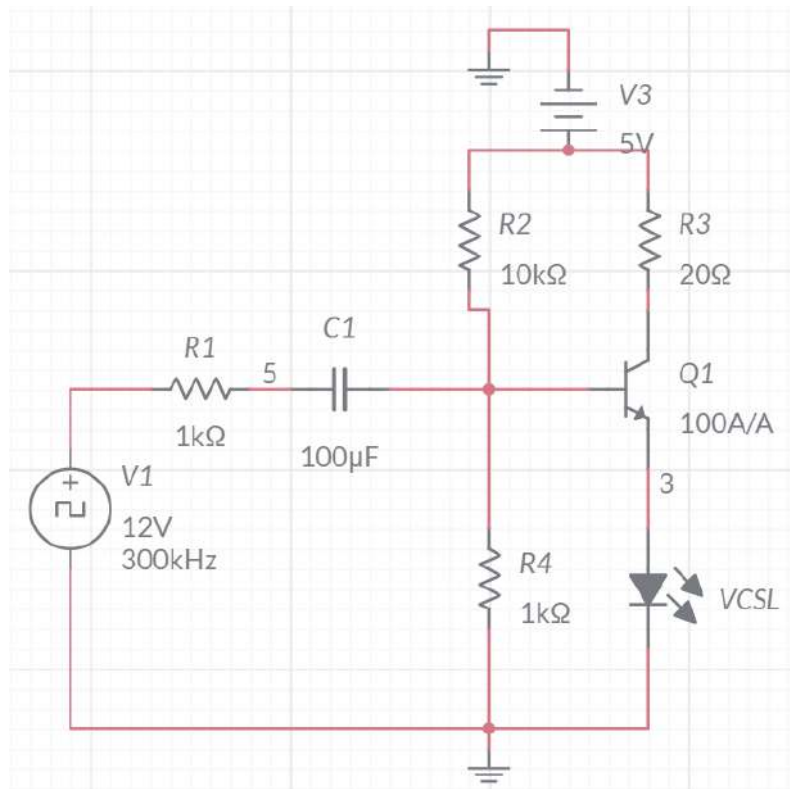 V3
5V
R2
10kΩ
R3
20Ω
C1
R1
5
1kΩ
100µF
Q1
100A/A
V1
12V
300kHz
3
R4
1kΩ
VCSL